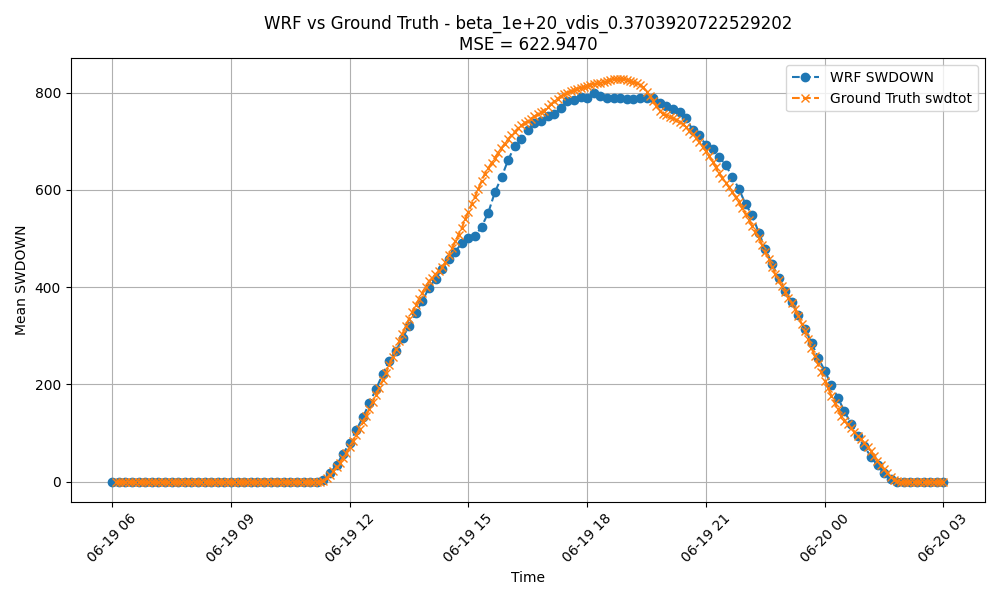 WRF vs Ground Truth - beta_1e+20_vdis_0.3703920722529202
MSE = 622.9470
WRF SWDOWN
Ground Truth swdtot
Mean SWDOWN
800
600
400
200
0
06-19 06
06-19 09
06-19 12
06-19 15
06-19 18
06-19 21
06-20 00
06-20 03
Time